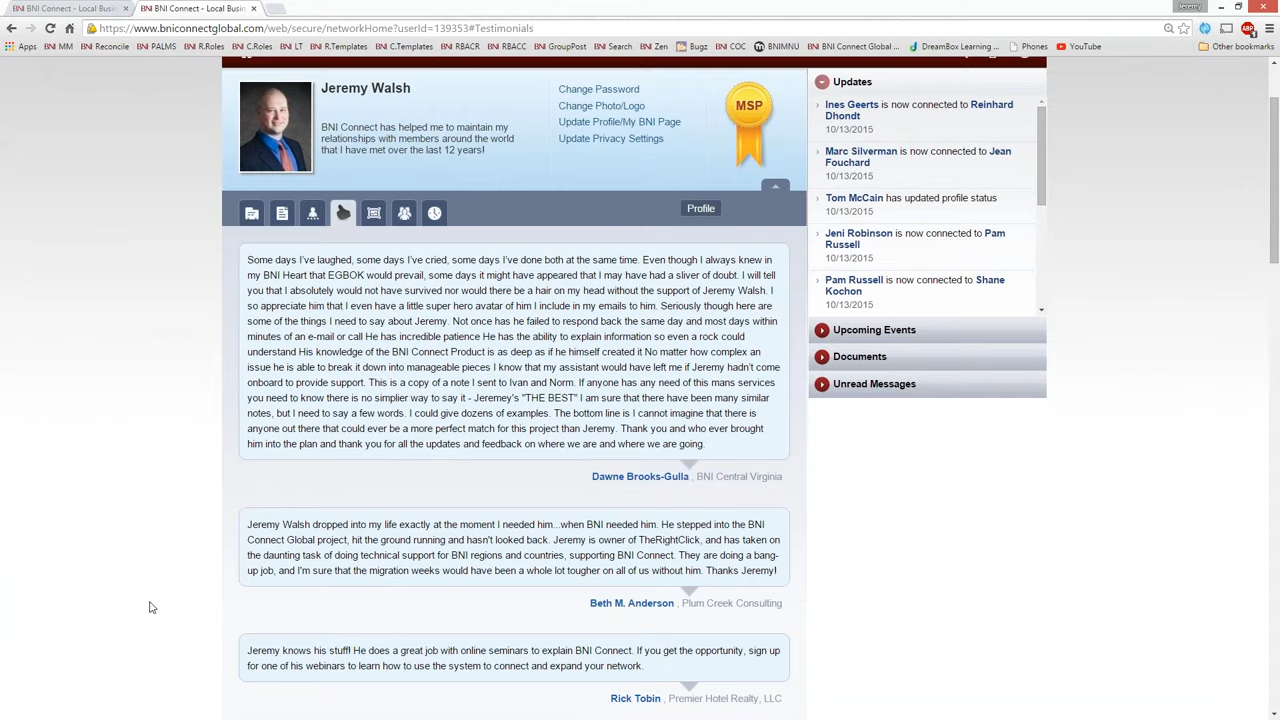 BNI Connect - Local Busin
BNI Connect - Local Busin
Jeremy
https://www.bniconnectglobal.com/web/secure/networkHome?userId=139353#Testimonials
Apps BNI MM BNI Reconcile BNI PALMS BNI R.Roles BNI C.Roles BNI LT BNI R.Templates BNI C.Templates BNI RBACR BNI RBACC BNI GroupPost BNI Search BNI Zen Bugz BNI COC BNIMNU BNI BNI Connect Global ... DreamBox Learning ... Phones YouTube Other bookmarks
Jeremy Walsh
BNI Connect has helped me to maintain my
relationships with members around the world
that I have met over the last 12 years!
Change Password
Change Photo/Logo
Update Profile/My BNI Page
Update Privacy Settings
MSP
Profile
Some days I've laughed, some days I've cried, some days I've done both at the same time. Even though I always knew in
my BNI Heart that EGBOK would prevail, some days it might have appeared that I may have had a sliver of doubt. I will tell
you that I absolutely would not have survived nor would there be a hair on my head without the support of Jeremy Walsh. I
so appreciate him that I even have a little super hero avatar of him I include in my emails to him. Seriously though here are
some of the things I need to say about Jeremy. Not once has he failed to respond back the same day and most days within
minutes of an e-mail or call He has incredible patience He has the ability to explain information so even a rock could
understand His knowledge of the BNI Connect Product is as deep as if he himself created it No matter how complex an
issue he is able to break it down into manageable pieces I know that my assistant would have left me if Jeremy hadn't come
onboard to provide support. This is a copy of a note I sent to Ivan and Norm. If anyone has any need of this mans services
you need to know there is no simplier way to say it - Jeremey's "THE BEST" I am sure that there have been many similar
notes, but I need to say a few words. I could give dozens of examples. The bottom line is I cannot imagine that there is
anyone out there that could ever be a more perfect match for this project than Jeremy. Thank you and who ever brought
him into the plan and thank you for all the updates and feedback on where we are and where we are going.
Dawne Brooks-Gulla , BNI Central Virginia
Jeremy Walsh dropped into my life exactly at the moment I needed him...when BNI needed him. He stepped into the BNI
Connect Global project, hit the ground running and hasn't looked back. Jeremy is owner of TheRightClick, and has taken on
the daunting task of doing technical support for BNI regions and countries, supporting BNI Connect. They are doing a bang-
up job, and I'm sure that the migration weeks would have been a whole lot tougher on all of us without him. Thanks Jeremy!
Beth M. Anderson , Plum Creek Consulting
Jeremy knows his stuff! He does a great job with online seminars to explain BNI Connect. If you get the opportunity, sign up
for one of his webinars to learn how to use the system to connect and expand your network.
Rick Tobin , Premier Hotel Realty, LLC
Updates
Ines Geerts is now connected to Reinhard
Dhondt
10/13/2015
Marc Silverman is now connected to Jean
Fouchard
10/13/2015
Tom McCain has updated profile status
10/13/2015
Jeni Robinson is now connected to Pam
Russell
10/13/2015
Pam Russell is now connected to Shane
Kochon
10/13/2015
Upcoming Events
Documents
Unread Messages